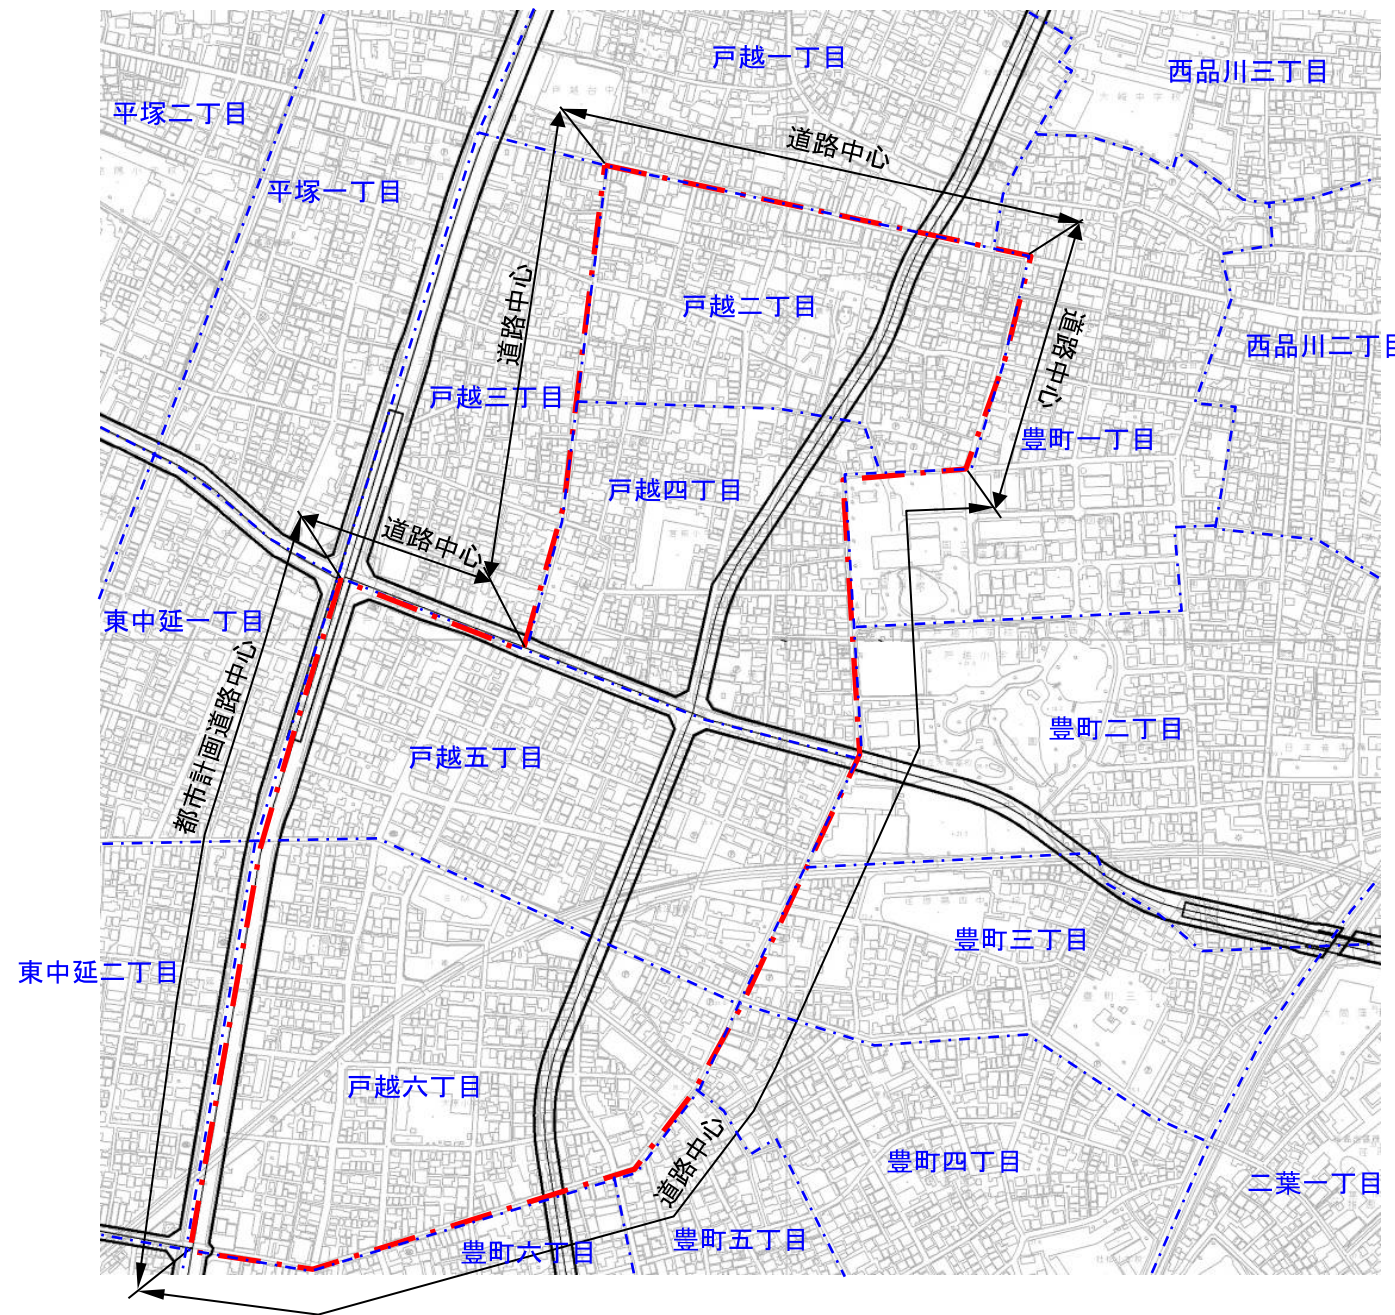 戸越一丁目
西品川三丁目
平塚二丁目
道路中心
平塚一丁目
戸越二丁目
道路中心
道路中心
西品川二丁目
戸越三丁目
豊町一丁目
戸越四丁目
道路中心
東中延一丁目
都市計画道路中心
豊町二丁目
戸越五丁目
豊町三丁目
東中延二丁目
戸越六丁目
道路中心
豊町四丁目
二葉一丁目
豊町五丁目
豊町六丁目